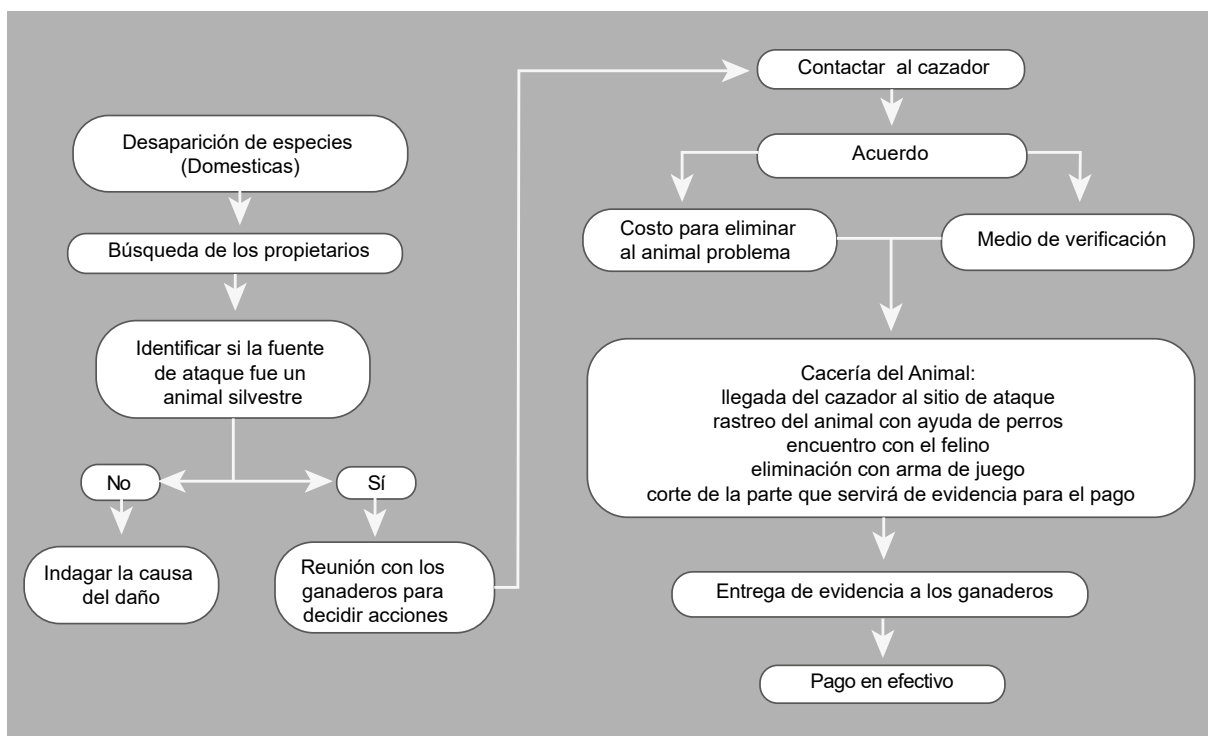 Desaparición de especies
(Domesticas)
Búsqueda de los propietarios
Identificar si la fuente
de ataque fue un
animal silvestre
No
Sí
Indagar la causa
del daño
Reunión con los
ganaderos para
decidir acciones
Contactar al cazador
Acuerdo
Costo para eliminar
al animal problema
Medio de verificación
Cacería del Animal:
llegada del cazador al sitio de ataque
rastreo del animal con ayuda de perros
encuentro con el felino
eliminación con arma de juego
corte de la parte que servirá de evidencia para el pago
Entrega de evidencia a los ganaderos
Pago en efectivo